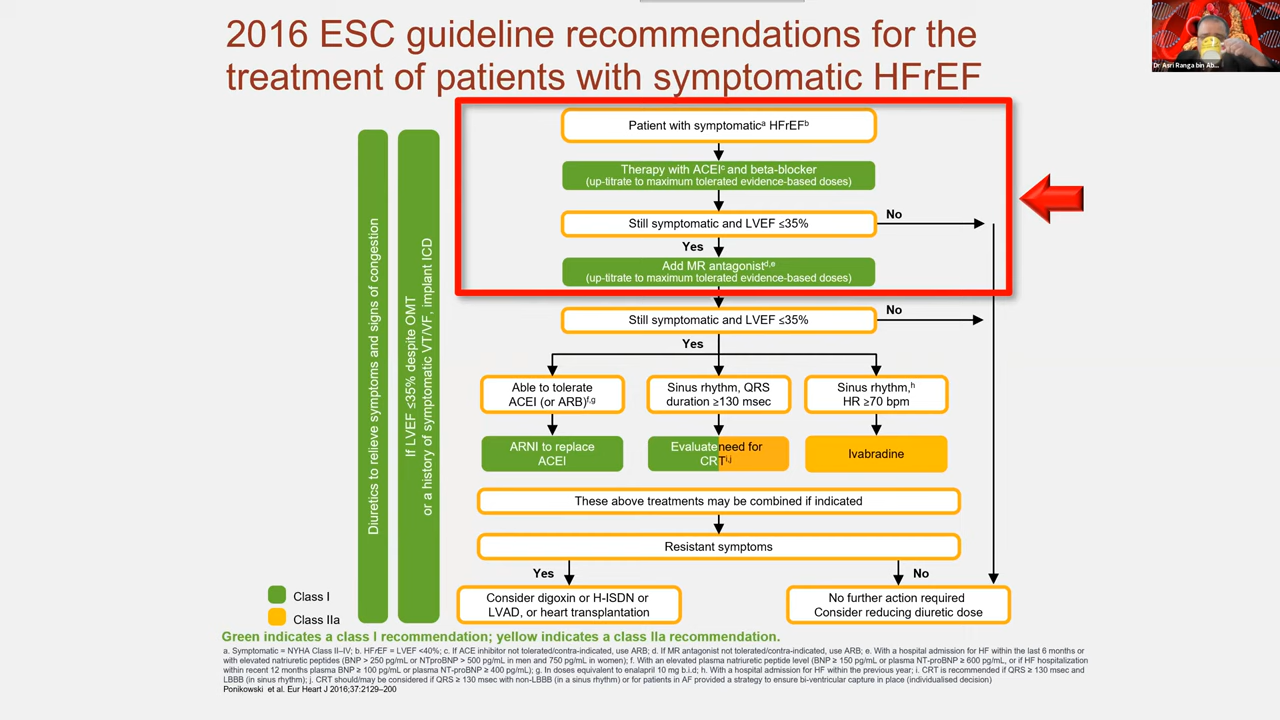 2016 ESC guideline recommendations for the
treatment of patients with symptomatic HFrEF
Dr Asri Ranga bin Ab...
Patient with symptomaticᵃ HFrEFᵇ
Therapy with ACEIᶜ and beta-blocker
(up-titrate to maximum tolerated evidence-based doses)
Still symptomatic and LVEF ≤35%
No
Yes
Add MR antagonistᵈ,ᵉ
(up-titrate to maximum tolerated evidence-based doses)
Still symptomatic and LVEF ≤35%
No
Yes
Able to tolerate
ACEI (or ARB)ᶠ,ᵍ
Sinus rhythm, QRS
duration ≥130 msec
Sinus rhythm,ʰ
HR ≥70 bpm
ARNI to replace
ACEI
Evaluate need for
CRTⁱ,ʲ
Ivabradine
These above treatments may be combined if indicated
Resistant symptoms
Yes
No
Consider digoxin or H-ISDN or
LVAD, or heart transplantation
No further action required
Consider reducing diuretic dose
Diuretics to relieve symptoms and signs of congestion
If LVEF ≤35% despite OMT
or a history of symptomatic VT/VF, implant ICD
Class I
Class IIa
Green indicates a class I recommendation; yellow indicates a class IIa recommendation.
a. Symptomatic = NYHA Class II–IV; b. HFrEF = LVEF <40%; c. If ACE inhibitor not tolerated/contra-indicated, use ARB; d. If MR antagonist not tolerated/contra-indicated, use ARB; e. With a hospital admission for HF within the last 6 months or
with elevated natriuretic peptides (BNP > 250 pg/mL or NTproBNP > 500 pg/mL in men and 750 pg/mL in women); f. With an elevated plasma natriuretic peptide level (BNP ≥ 150 pg/mL or plasma NT-proBNP ≥ 600 pg/mL, or if HF hospitalization
within recent 12 months plasma BNP ≥ 100 pg/mL or plasma NT-proBNP ≥ 400 pg/mL); g. In doses equivalent to enalapril 10 mg b.i.d; h. With a hospital admission for HF within the previous year; i. CRT is recommended if QRS ≥ 130 msec and
LBBB (in sinus rhythm); j. CRT should/may be considered if QRS ≥ 130 msec with non-LBBB (in a sinus rhythm) or for patients in AF provided a strategy to ensure bi-ventricular capture in place (individualised decision)
Ponikowski et al. Eur Heart J 2016;37:2129–200